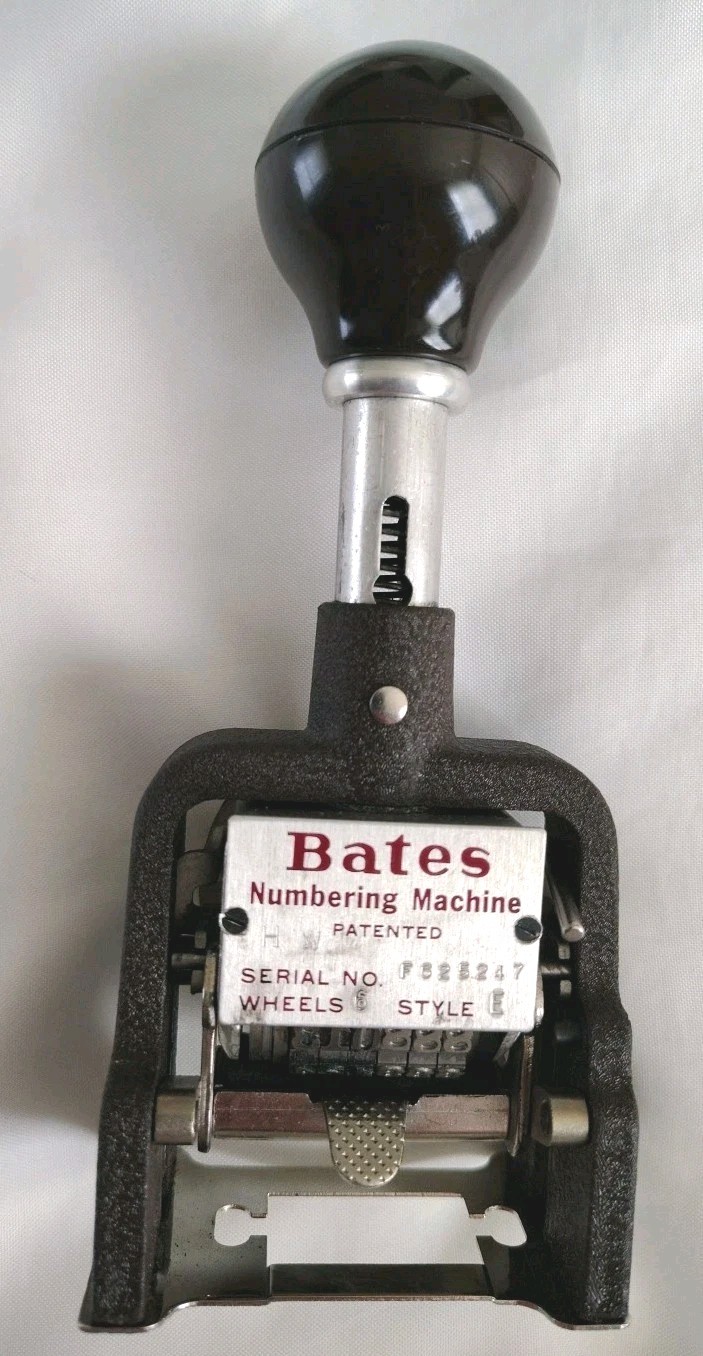 Bates
Numbering Machine
PATENTED
H W
SERIAL NO. F625247
WHEELS 6 STYLE E